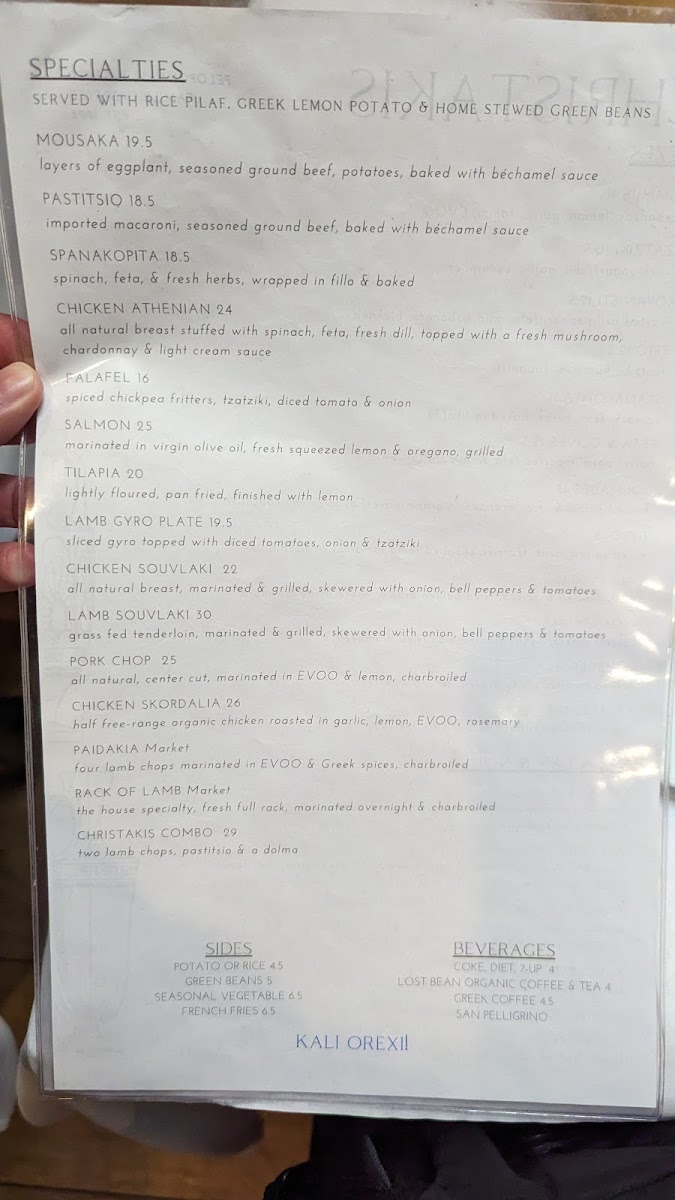 SPECIALTIES
SERVED WITH RICE PILAF, GREEK LEMON POTATO & HOME STEWED GREEN BEANS
MOUSAKA 19.5
layers of eggplant, seasoned ground beef, potatoes, baked with béchamel sauce
PASTITSIO 18.5
imported macaroni, seasoned ground beef, baked with béchamel sauce
SPANAKOPITA 18.5
spinach, feta, & fresh herbs, wrapped in fillo & baked
CHICKEN ATHENIAN 24
all natural breast stuffed with spinach, feta, fresh dill, topped with a fresh mushroom,
chardonnay & light cream sauce
FALAFEL 16
spiced chickpea fritters, tzatziki, diced tomato & onion
SALMON 25
marinated in virgin olive oil, fresh squeezed lemon & oregano, grilled
TILAPIA 20
lightly floured, pan fried, finished with lemon
LAMB GYRO PLATE 19.5
sliced gyro topped with diced tomatoes, onion & tzatziki
CHICKEN SOUVLAKI 22
all natural breast, marinated & grilled, skewered with onion, bell peppers & tomatoes
LAMB SOUVLAKI 30
grass fed tenderloin, marinated & grilled, skewered with onion, bell peppers & tomatoes
PORK CHOP 25
all natural, center cut, marinated in EVOO & lemon, charbroiled
CHICKEN SKORDALIA 26
half free-range organic chicken roasted in garlic, lemon, EVOO, rosemary
PAIDAKIA Market
four lamb chops marinated in EVOO & Greek spices, charbroiled
RACK OF LAMB Market
the house specialty, fresh full rack, marinated overnight & charbroiled
CHRISTAKIS COMBO 29
two lamb chops, pastitsio & a dolma
SIDES
POTATO OR RICE 4.5
GREEN BEANS 5
SEASONAL VEGETABLE 6.5
FRENCH FRIES 6.5
BEVERAGES
COKE, DIET, 7-UP 4
LOST BEAN ORGANIC COFFEE & TEA 4
GREEK COFFEE 4.5
SAN PELLIGRINO
KALI OREXI!